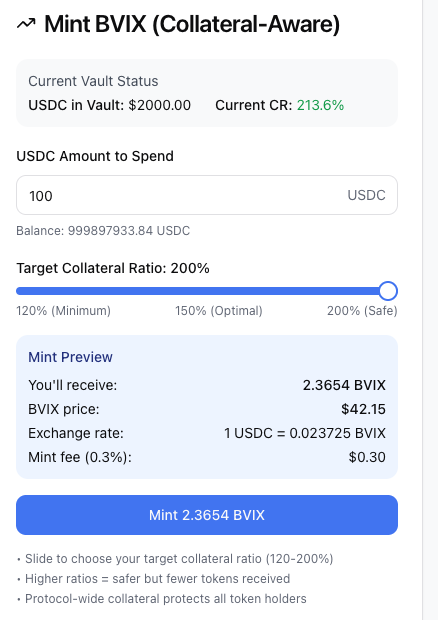 Mint BVIX (Collateral-Aware)
Current Vault Status
USDC in Vault: $2000.00 Current CR: 213.6%
USDC Amount to Spend
100 USDC
Balance: 999897933.84 USDC
Target Collateral Ratio: 200%
120% (Minimum) 150% (Optimal) 200% (Safe)
Mint Preview
You'll receive: 2.3654 BVIX
BVIX price: $42.15
Exchange rate: 1 USDC = 0.023725 BVIX
Mint fee (0.3%): $0.30
Mint 2.3654 BVIX
• Slide to choose your target collateral ratio (120-200%)
• Higher ratios = safer but fewer tokens received
• Protocol-wide collateral protects all token holders